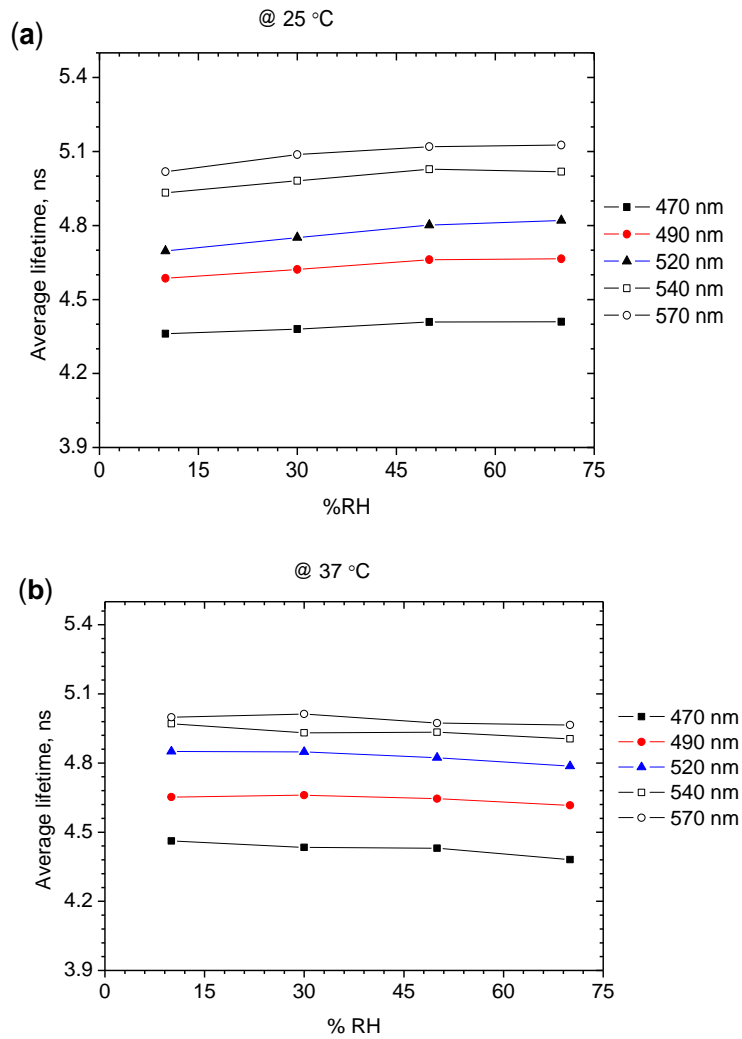 @ 25 °C
(a)
5.4
5.1
4.8
4.5
4.2
3.9
Average lifetime, ns
0 15 30 45 60 75
%RH
470 nm
490 nm
520 nm
540 nm
570 nm
@ 37 °C
(b)
5.4
5.1
4.8
4.5
4.2
3.9
Average lifetime, ns
0 15 30 45 60 75
% RH
470 nm
490 nm
520 nm
540 nm
570 nm